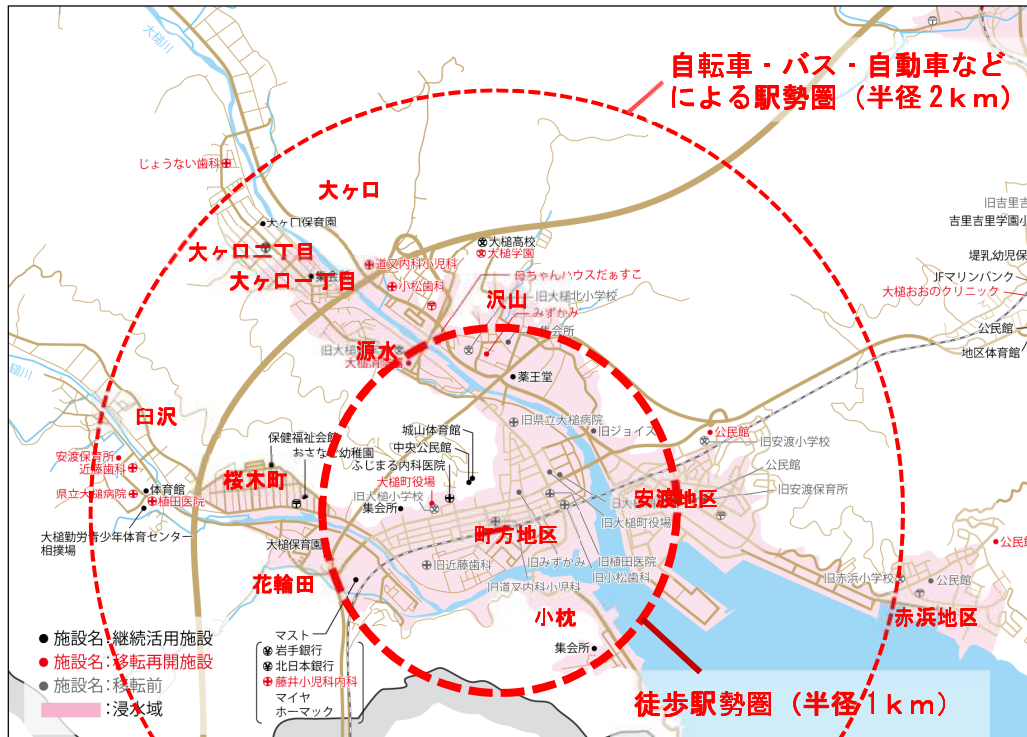 大槌川
自転車・バス・自動車など
による駅勢圏（半径2km）
じょうない歯科
大ヶ口
大ケ口保育園
大ヶ口二丁目
大ヶ口一丁目
集会所
道又内科小児科
小松歯科
大槌高校
大槌学園
母ちゃんハウスだぁすこ
沢山
旧大槌北小学校
みずかみ
集会所
源水
薬王堂
吉里吉里学園小
堤乳幼児保
JFマリンバンク
大槌おおのクリニック
公民館
地区体育館
臼沢
安渡保育所
近藤歯科
県立大槌病院
植田医院
体育館
大槌勤労青少年体育センター
相撲場
保健福祉会館
おさなご幼稚園
桜木町
大槌保育園
花輪田
城山体育館
中央公民館
ふじまる内科医院
大槌町役場
旧大槌小学校
集会所
旧県立大槌病院
旧ジョイス
公民館
旧安渡小学校
公民館
旧安渡保育所
安渡地区
旧大槌町役場
町方地区
旧近藤歯科
旧みずかみ
旧植田医院
旧道又内科小児科
旧小松歯科
小枕
集会所
旧赤浜小学校
公民館
赤浜地区
マスト
岩手銀行
北日本銀行
藤井小児科内科
マイヤ
ホーマック
施設名:継続活用施設
施設名:移転再開施設
施設名:移転前
:浸水域
徒歩駅勢圏（半径1km）